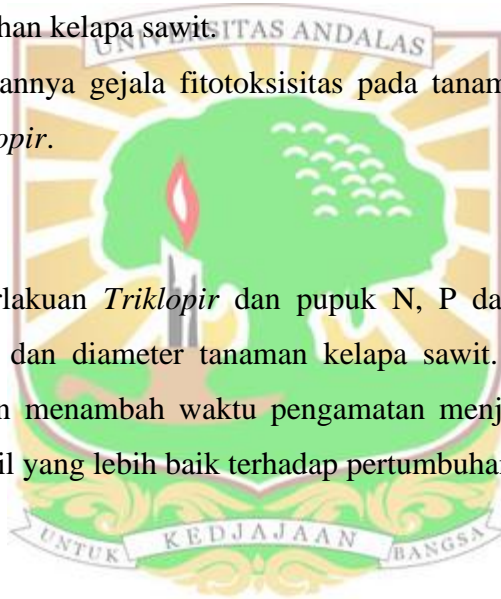 han kelapa sawit.
UNIVERSITAS ANDALAS
annya gejala fitotoksisitas pada tanam
opir.
rlakuan Triklopir dan pupuk N, P da
dan diameter tanaman kelapa sawit.
n menambah waktu pengamatan menj
il yang lebih baik terhadap pertumbuhan
UNTUK KEDJAJAAN BANGSA